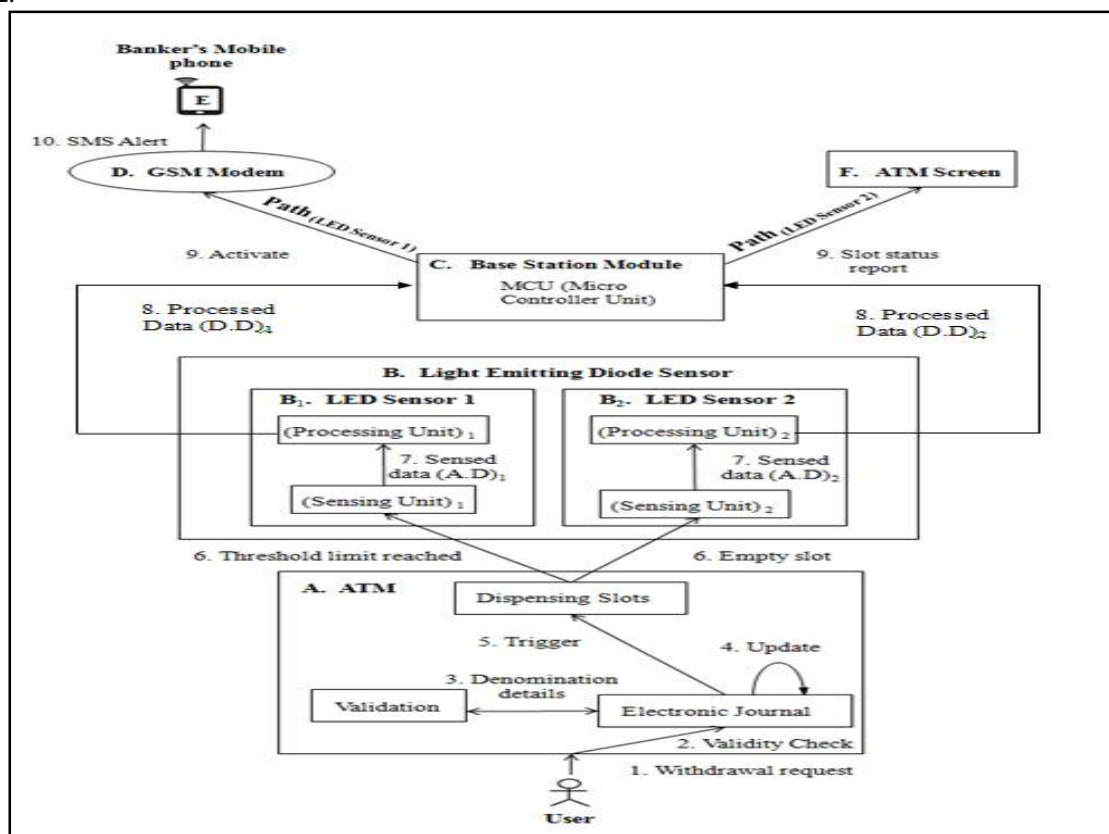 Banker's Mobile
phone
E
10. SMS Alert
D. GSM Modem
F. ATM Screen
Path (LED Sensor 1)
Path (LED Sensor 2)
9. Activate
9. Slot status
report
C. Base Station Module
MCU (Micro
Controller Unit)
8. Processed
Data (D.D)1
8. Processed
Data (D.D)2
B. Light Emitting Diode Sensor
B1. LED Sensor 1
B2. LED Sensor 2
(Processing Unit) 1
(Processing Unit) 2
7. Sensed
data (A.D)1
7. Sensed
data (A.D)2
(Sensing Unit) 1
(Sensing Unit) 2
6. Threshold limit reached
6. Empty slot
A. ATM
Dispensing Slots
5. Trigger
4. Update
3. Denomination
details
Validation
Electronic Journal
2. Validity Check
1. Withdrawal request
User